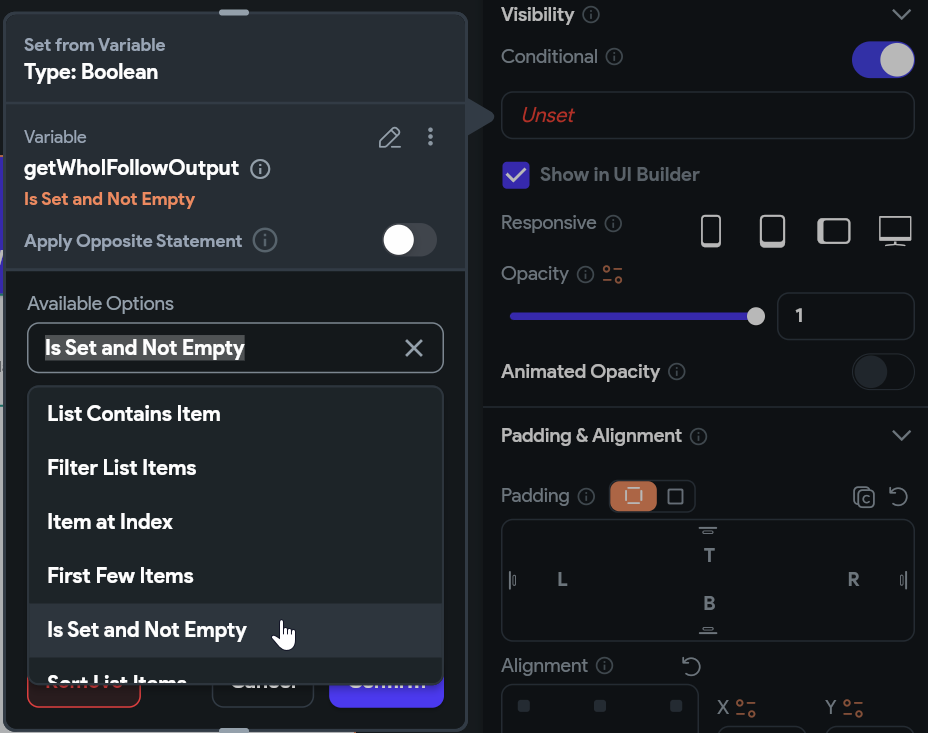 Set from Variable
Type: Boolean
Variable
getWhoIFollowOutput
Is Set and Not Empty
Apply Opposite Statement
Available Options
Is Set and Not Empty
List Contains Item
Filter List Items
Item at Index
First Few Items
Is Set and Not Empty
Sort List Items
Remove
Cancel
Confirm
Visibility
Conditional
Unset
Show in UI Builder
Responsive
Opacity
1
Animated Opacity
Padding & Alignment
Padding
C
T
L
R
B
Alignment
X
Y